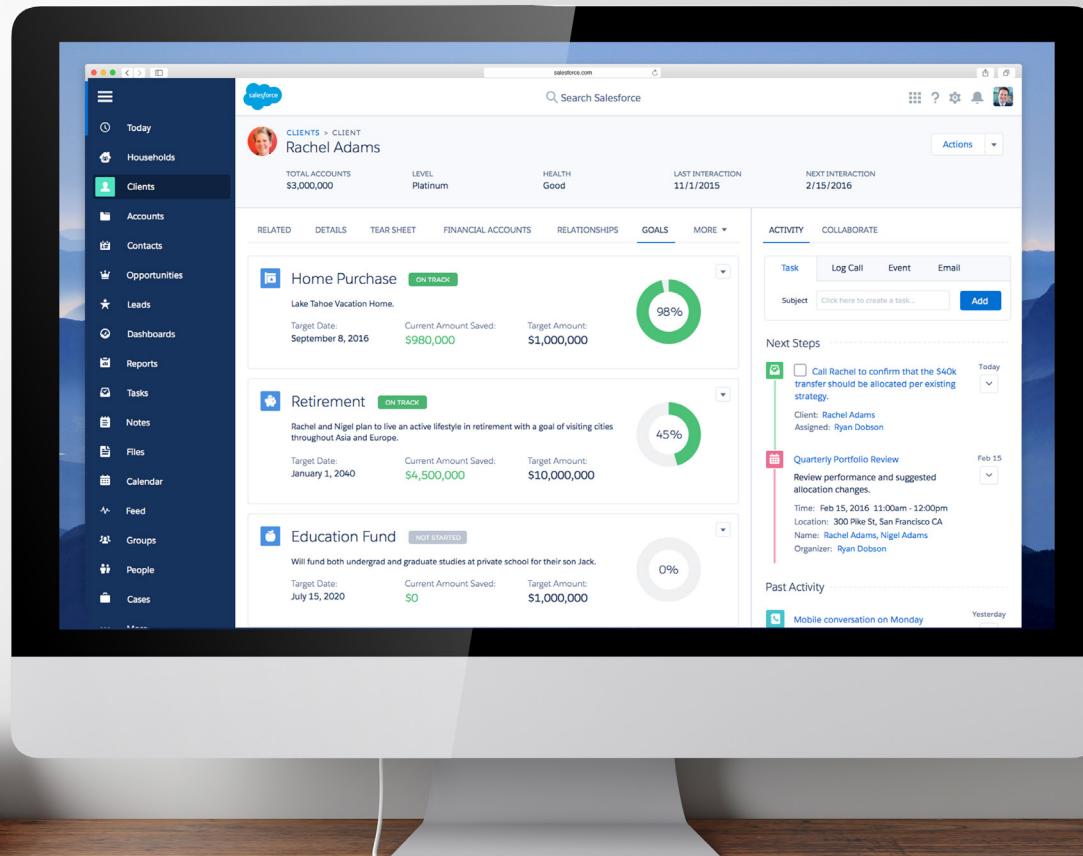 salesforce.com
salesforce
Search Salesforce
?
Today
Households
Clients
Accounts
Contacts
Opportunities
Leads
Dashboards
Reports
Tasks
Notes
Files
Calendar
Feed
Groups
People
Cases
More
CLIENTS > CLIENT
Rachel Adams
Actions
TOTAL ACCOUNTS LEVEL HEALTH LAST INTERACTION NEXT INTERACTION
$3,000,000 Platinum Good 11/1/2015 2/15/2016
RELATED DETAILS TEAR SHEET FINANCIAL ACCOUNTS RELATIONSHIPS GOALS MORE
Home Purchase ON TRACK
Lake Tahoe Vacation Home.
Target Date: Current Amount Saved: Target Amount:
September 8, 2016 $980,000 $1,000,000
98%
Retirement ON TRACK
Rachel and Nigel plan to live an active lifestyle in retirement with a goal of visiting cities
throughout Asia and Europe.
Target Date: Current Amount Saved: Target Amount:
January 1, 2040 $4,500,000 $10,000,000
45%
Education Fund NOT STARTED
Will fund both undergrad and graduate studies at private school for their son Jack.
Target Date: Current Amount Saved: Target Amount:
July 15, 2020 $0 $1,000,000
0%
ACTIVITY COLLABORATE
Task Log Call Event Email
Subject Click here to create a task... Add
Next Steps
Call Rachel to confirm that the $40k Today
transfer should be allocated per existing
strategy.
Client: Rachel Adams
Assigned: Ryan Dobson
Quarterly Portfolio Review Feb 15
Review performance and suggested
allocation changes.
Time: Feb 15, 2016 11:00am - 12:00pm
Location: 300 Pike St, San Francisco CA
Name: Rachel Adams, Nigel Adams
Organizer: Ryan Dobson
Past Activity
Mobile conversation on Monday Yesterday